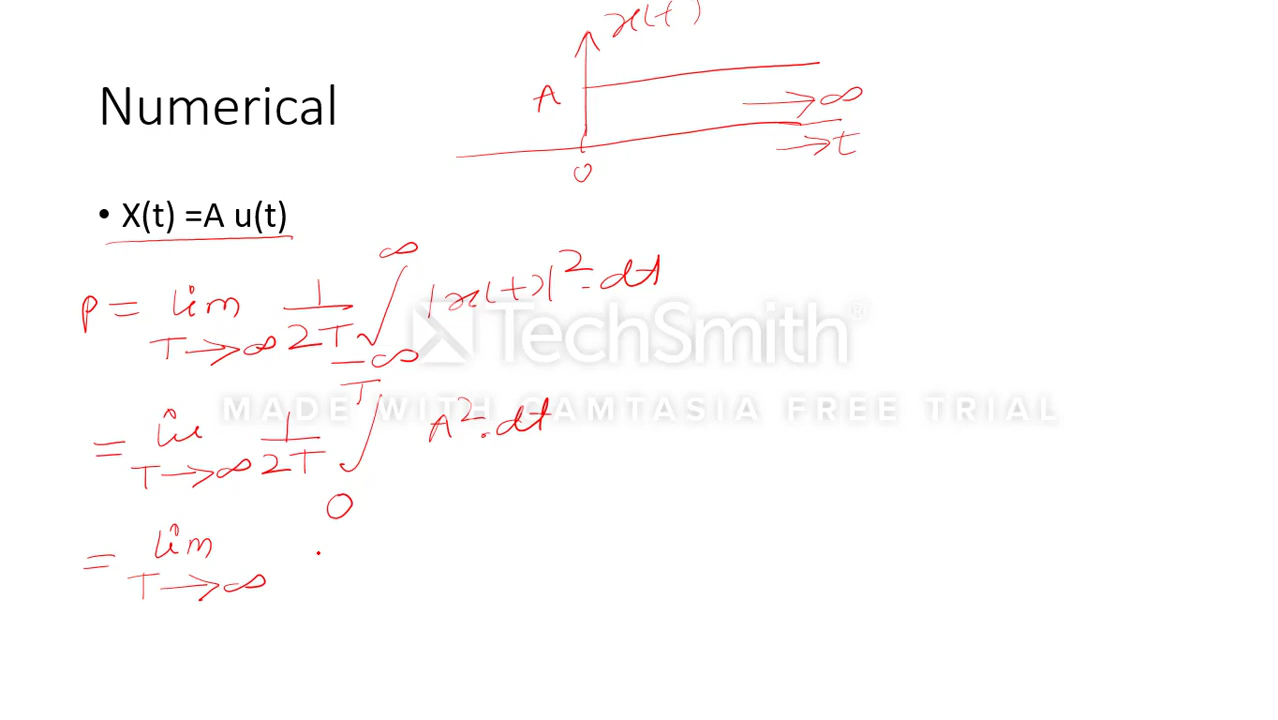 x(t)
Numerical
A
→ ∞
→ t
0
• X(t) =A u(t)
P = lim T→∞ 1/2T ∫_{-∞}^{∞} |x(t)|². dt
TechSmith®
MADE WITH CAMTASIA FREE TRIAL
= lim T→∞ 1/2T ∫_0^T A². dt
= lim T→∞